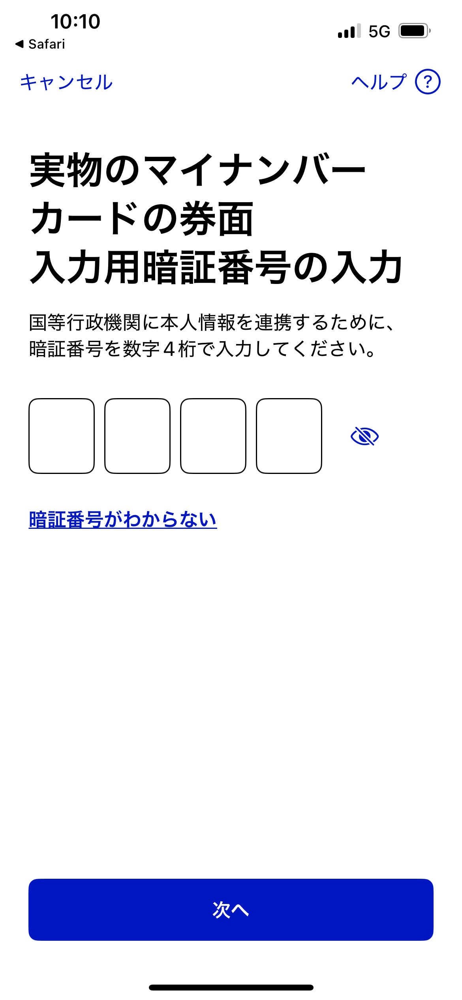 10:10
5G
Safari
キャンセル
ヘルプ ?
実物のマイナンバー
カードの券面
入力用暗証番号の入力
国等行政機関に本人情報を連携するために、
暗証番号を数字4桁で入力してください。
暗証番号がわからない
次へ